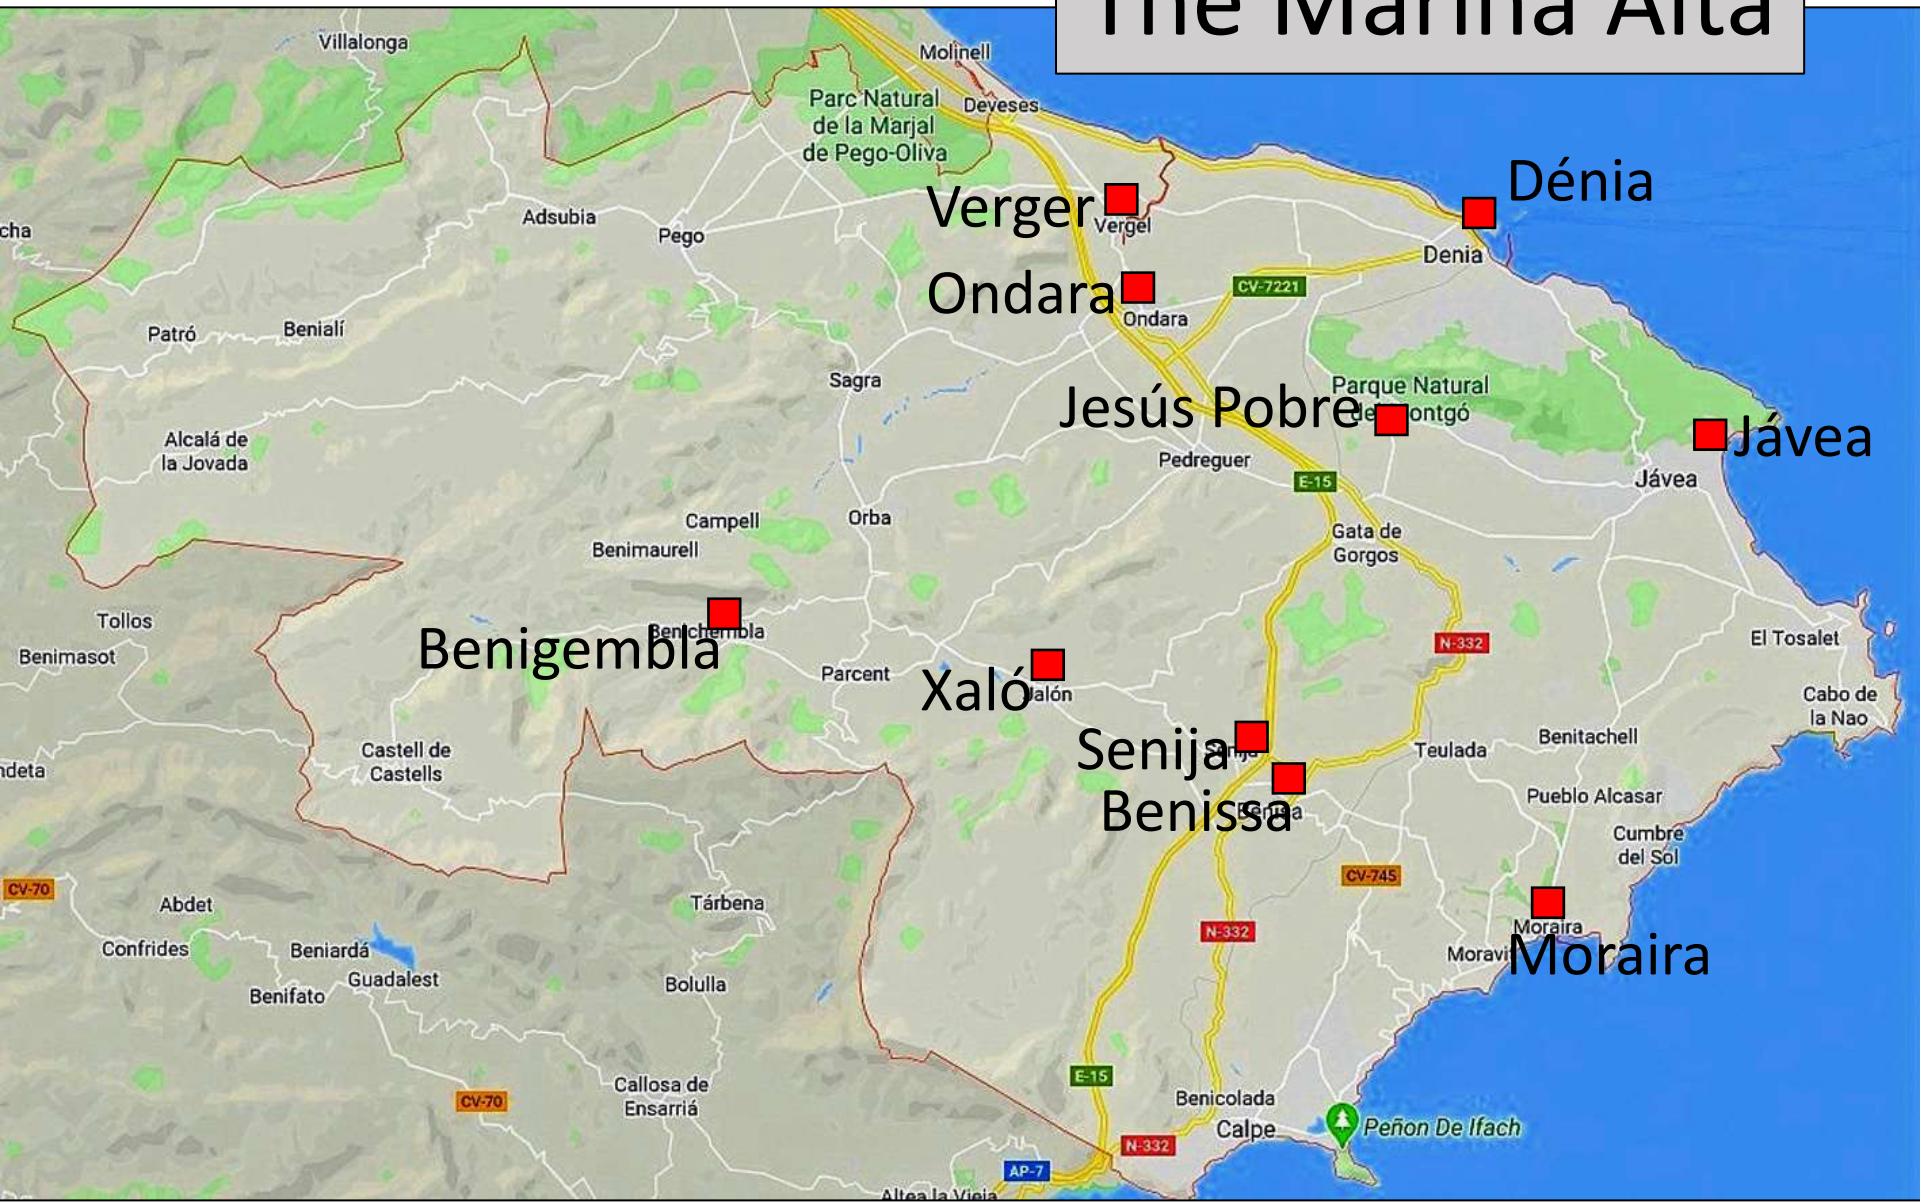 The Marina Alta
Villalonga
Molinell
Parc Natural
de la Marjal
de Pego-Oliva
Deveses
Dénia
Verger
Vergel
Adsubia
Pego
cha
Denia
Ondara
CV-7221
Ondara
Patró
Benialí
Sagra
Parque Natural
Jesús Pobre
Jávea
Alcalá de
la Jovada
Pedreguer
E-15
Jávea
Campell
Orba
Gata de
Gorgos
Benimaurell
Tollos
Benichembla
Benigembla
Benimasot
N-332
El Tosalet
Parcent
Xaló
Jalón
Cabo de
la Nao
Senija
Castell de
Castells
Teulada
Benitachell
ndeta
Benissa
Benisa
Pueblo Alcasar
Cumbre
del Sol
CV-745
CV-70
Abdet
Tárbena
N-332
Moraira
Moraira
Confrides
Beniardá
Guadalest
Benifato
Bolulla
E-15
Callosa de
Ensarriá
CV-70
Benicolada
Calpe
Peñon De Ifach
N-332
AP-7
Altea la Vieja